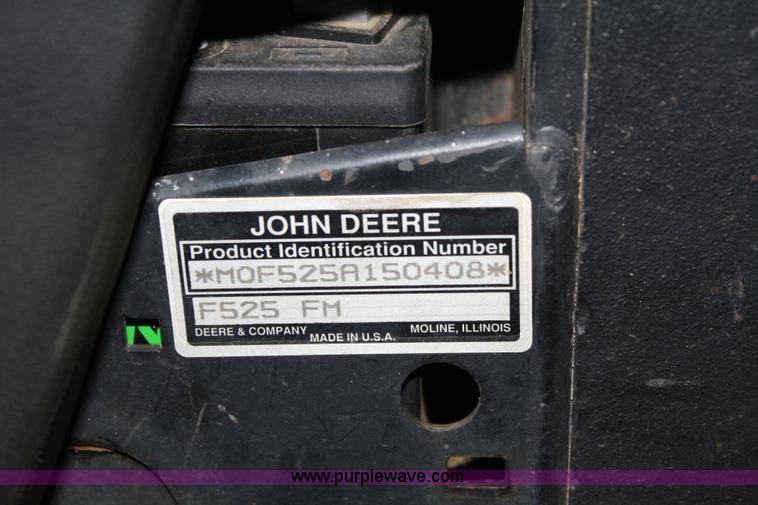 JOHN DEERE
Product Identification Number
*M0F525A150408*
F525 FM
DEERE & COMPANY
MOLINE, ILLINOIS
MADE IN U.S.A.
N
www.purplewave.com